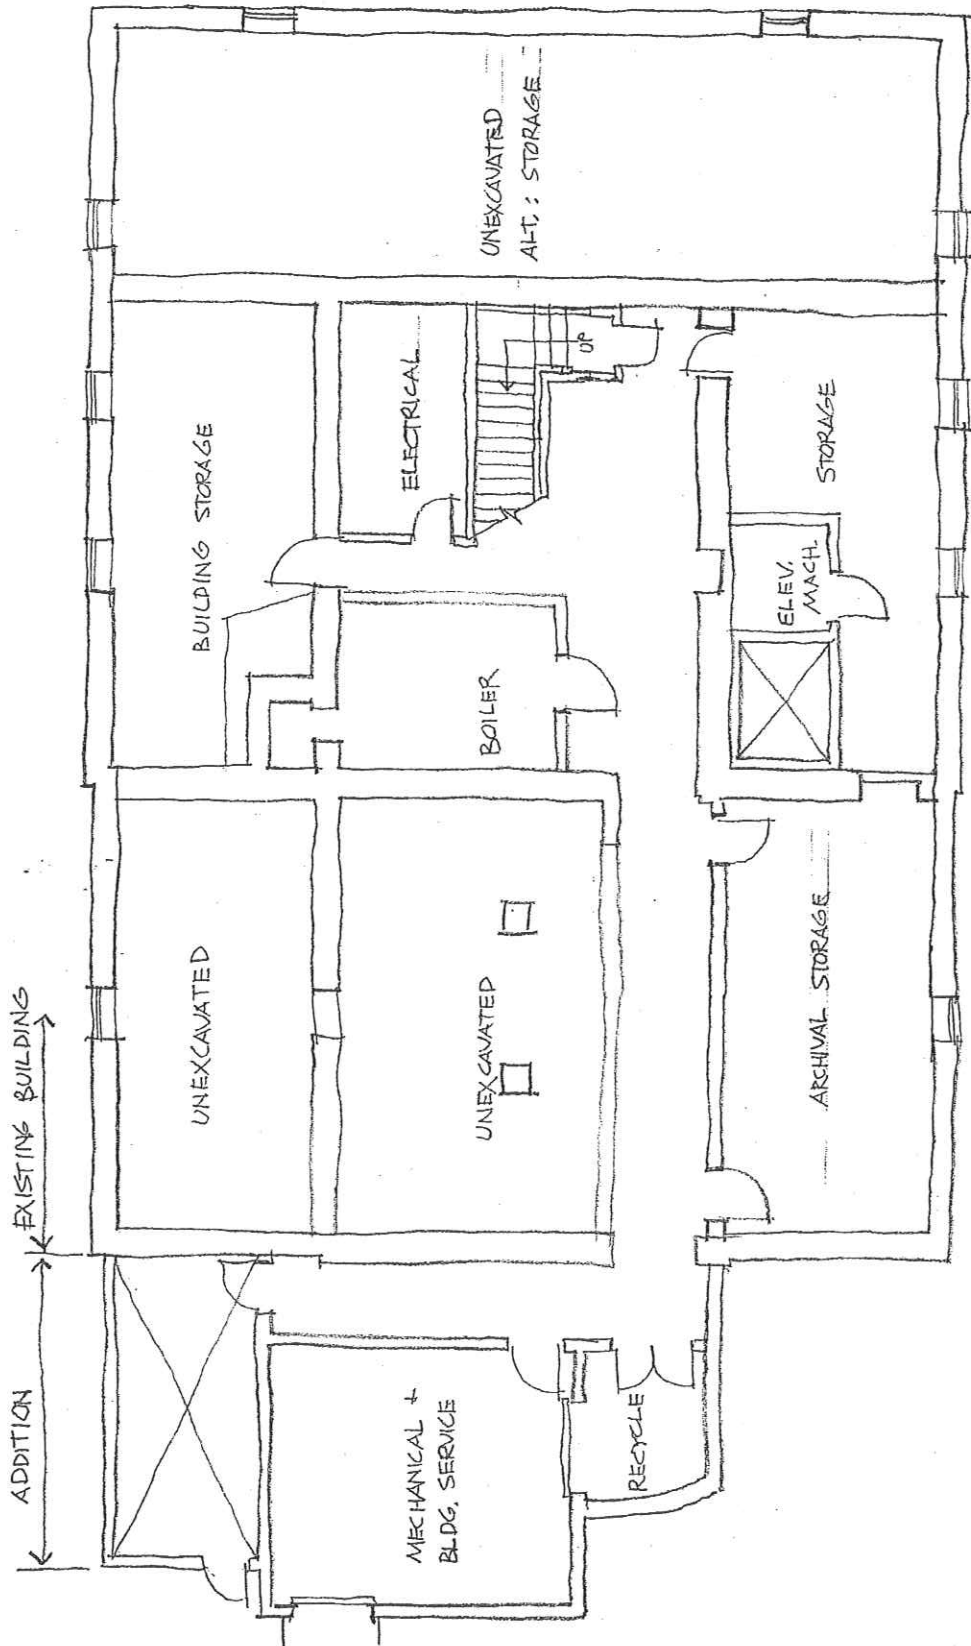 ADDITION
EXISTING BUILDING
UNEXCAVATED
BUILDING STORAGE
MECHANICAL +
BLDG. SERVICE
UNEXCAVATED
BOILER
ELECTRICAL
UNEXCAVATED
ALT.: STORAGE
UP
RECYCLE
ELEV.
MACH.
ARCHIVAL STORAGE
STORAGE